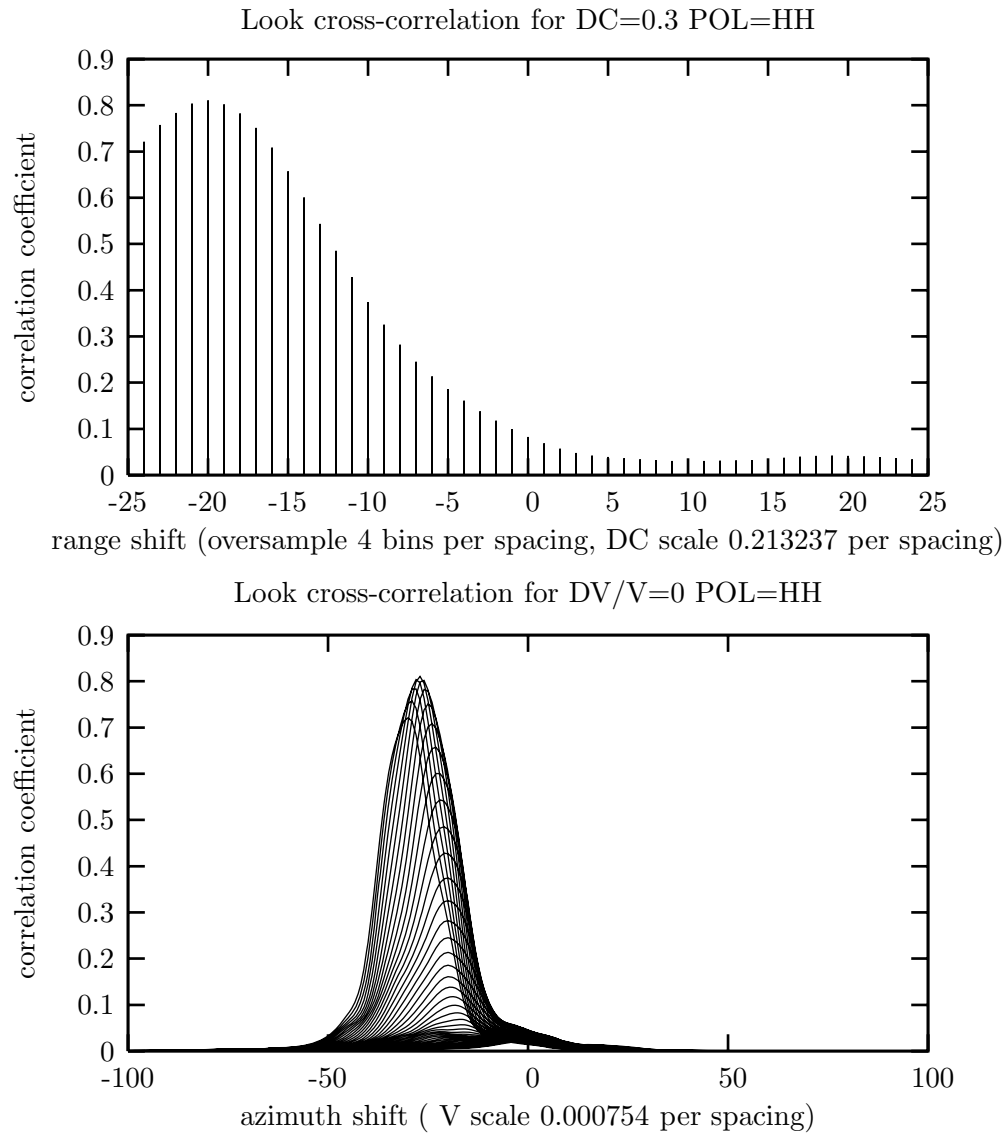 Look cross-correlation for DC=0.3 POL=HH
0.9
0.8
0.7
0.6
0.5
0.4
0.3
0.2
0.1
0
correlation coefficient
-25 -20 -15 -10 -5 0 5 10 15 20 25
range shift (oversample 4 bins per spacing, DC scale 0.213237 per spacing)
Look cross-correlation for DV/V=0 POL=HH
0.9
0.8
0.7
0.6
0.5
0.4
0.3
0.2
0.1
0
correlation coefficient
-100 -50 0 50 100
azimuth shift ( V scale 0.000754 per spacing)